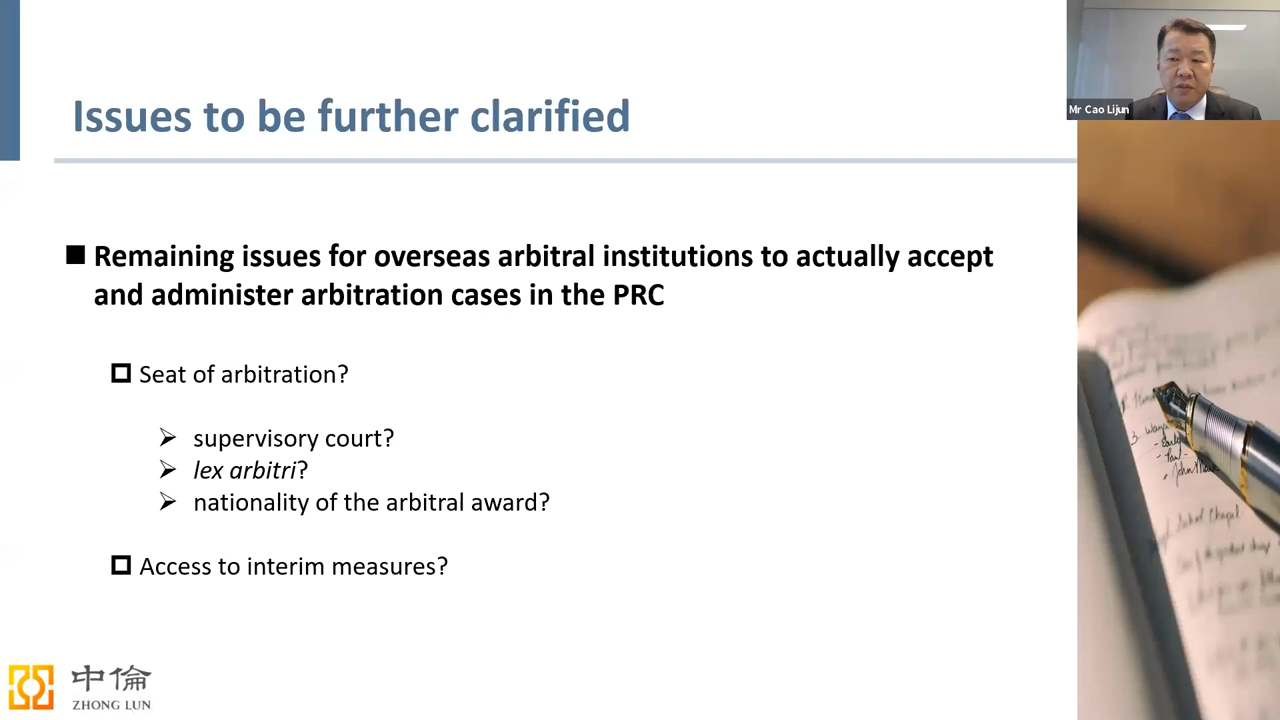 Mr Cao Lijun
Issues to be further clarified
■ Remaining issues for overseas arbitral institutions to actually accept
and administer arbitration cases in the PRC
Seat of arbitration?
➢ supervisory court?
➢ lex arbitri?
➢ nationality of the arbitral award?
Access to interim measures?
中倫
ZHONG LUN